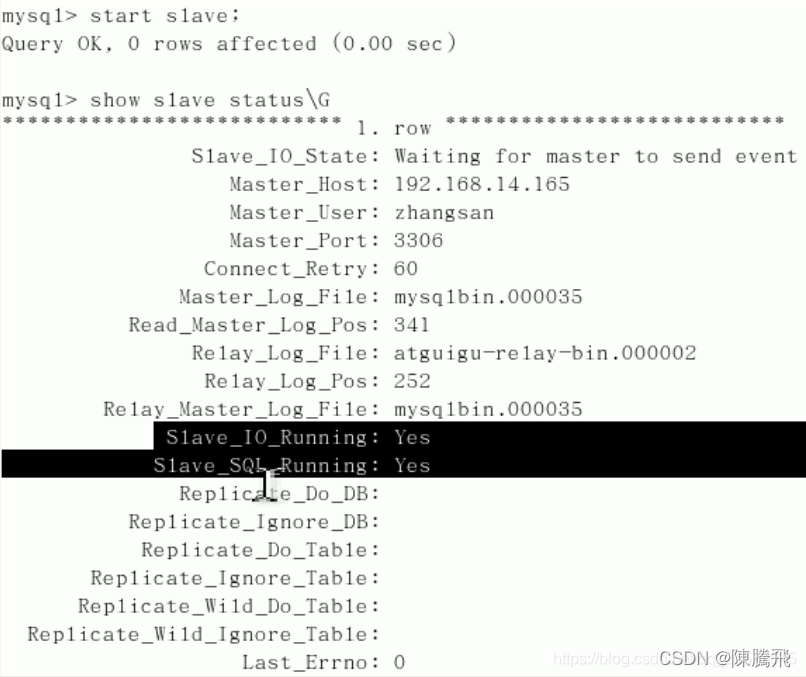 mysql> start slave;
Query OK, 0 rows affected (0.00 sec)
mysql> show slave status\G
*************************** 1. row ***************************
Slave_IO_State: Waiting for master to send event
Master_Host: 192.168.14.165
Master_User: zhangsan
Master_Port: 3306
Connect_Retry: 60
Master_Log_File: mysqlbin.000035
Read_Master_Log_Pos: 341
Relay_Log_File: atguigu-relay-bin.000002
Relay_Log_Pos: 252
Relay_Master_Log_File: mysqlbin.000035
Slave_IO_Running: Yes
Slave_SQL_Running: Yes
Replicate_Do_DB:
Replicate_Ignore_DB:
Replicate_Do_Table:
Replicate_Ignore_Table:
Replicate_Wild_Do_Table:
Replicate_Wild_Ignore_Table:
Last_Errno: 0
CSDN @陳騰飛